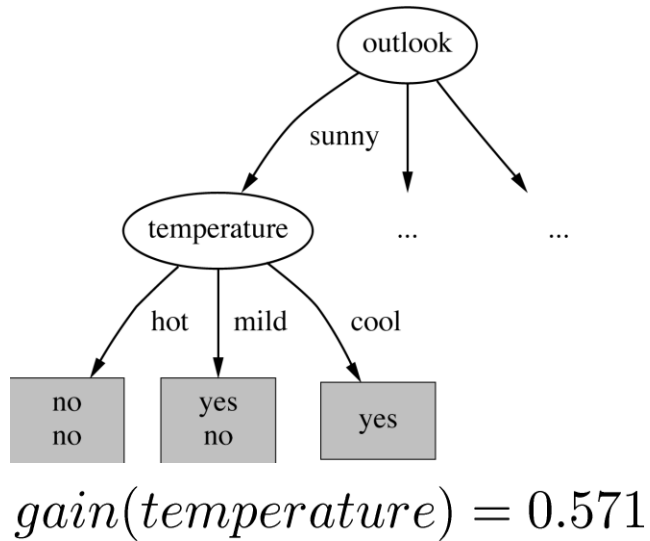 outlook
sunny
temperature
...
...
hot
mild
cool
no
no
yes
no
yes
gain(temperature) = 0.571